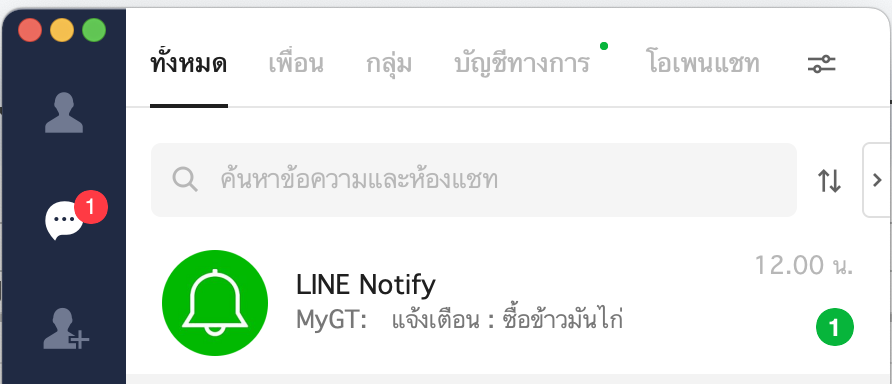 ทั้งหมด เพื่อน กลุ่ม บัญชีทางการ โอเพนแชท
ค้นหาข้อความและห้องแชท
1
LINE Notify 12.00 น.
MyGT: แจ้งเตือน : ซื้อข้าวมันไก่ 1